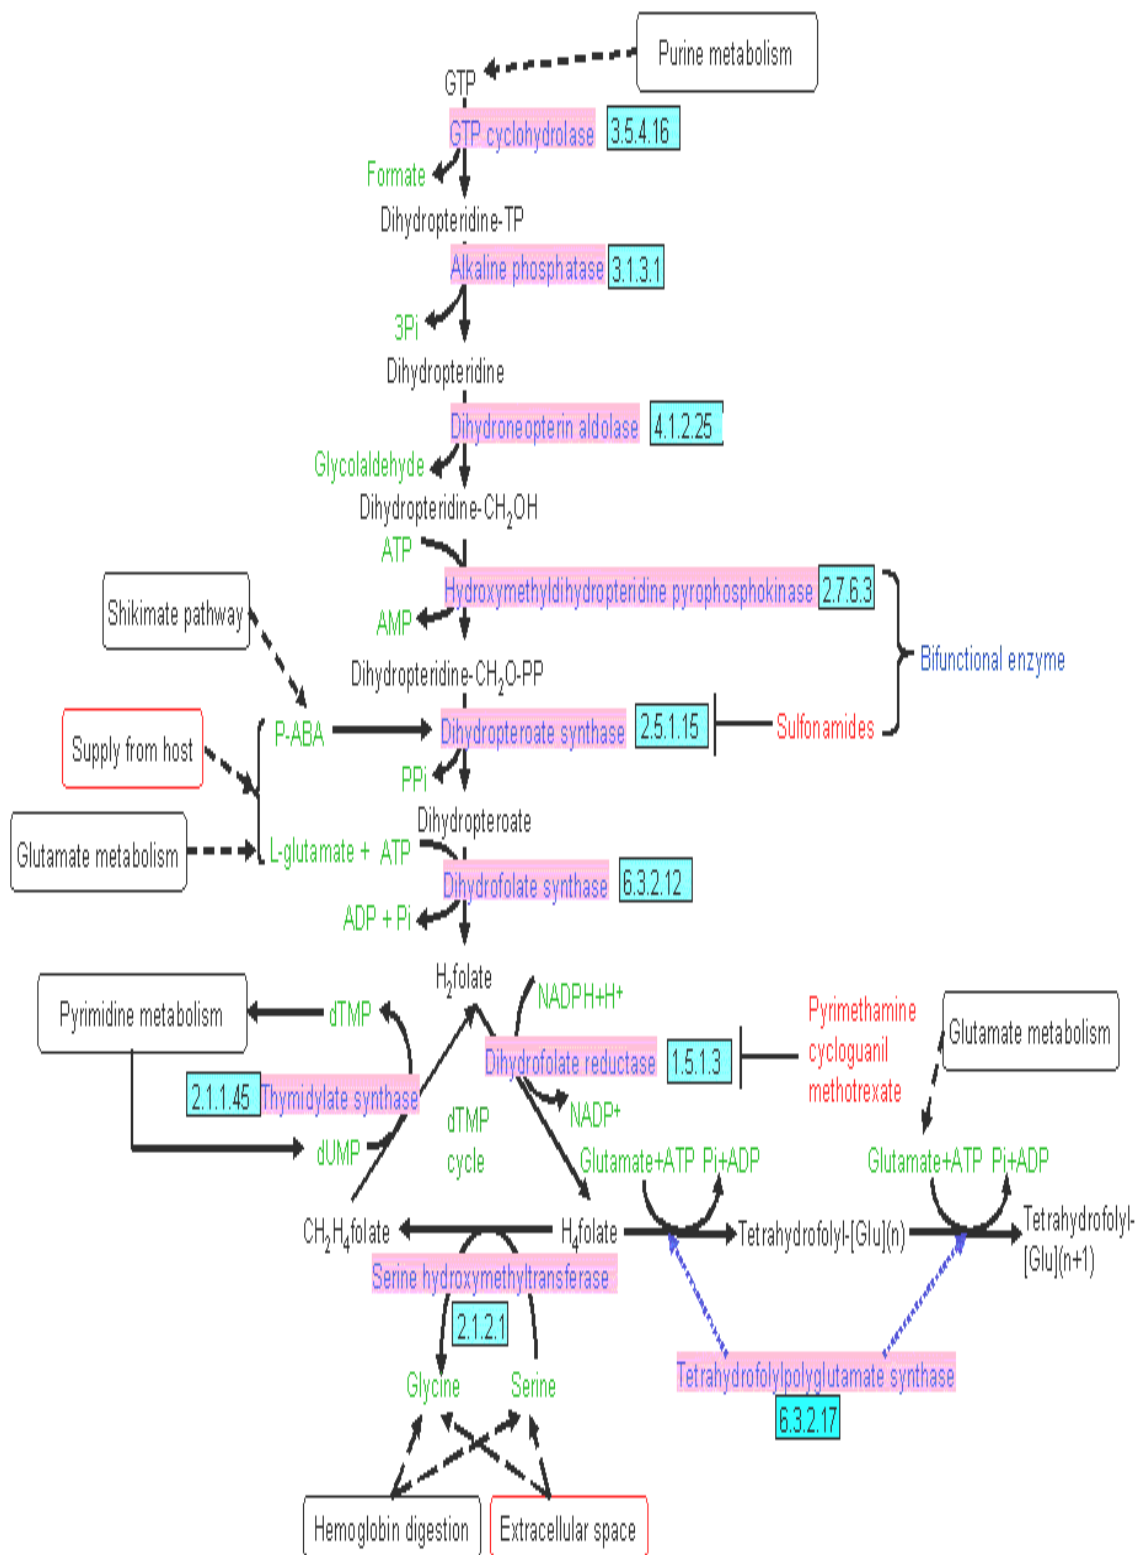 Purine metabolism
GTP
GTP cyclohydrolase 3.5.4.16
Formate
Dihydropteridine-TP
Alkaline phosphatase 3.1.3.1
3Pi
Dihydropteridine
Dihydroneopterin aldolase 4.1.2.25
Glycolaldehyde
Dihydropteridine-CH₂OH
ATP
Hydroxymethyldihydropteridine pyrophosphokinase 2.7.6.3
Shikimate pathway
AMP
Bifunctional enzyme
Dihydropteridine-CH₂O-PP
P-ABA
Dihydropteroate synthase 2.5.1.15
Sulfonamides
Supply from host
PPi
Dihydropteroate
Glutamate metabolism
L-glutamate + ATP
Dihydrofolate synthase 6.3.2.12
ADP + Pi
H₂folate
NADPH+H⁺
Pyrimidine metabolism
dTMP
Pyrimethamine
cycloguanil
methotrexate
Glutamate metabolism
Dihydrofolate reductase 1.5.1.3
2.1.1.45 Thymidylate synthase
NADP⁺
dTMP
cycle
dUMP
Glutamate+ATP Pi+ADP
Glutamate+ATP Pi+ADP
CH₂H₄folate
H₄folate
Tetrahydrofolyl-[Glu](n)
Tetrahydrofolyl-
[Glu](n+1)
Serine hydroxymethyltransferase
2.1.2.1
Glycine
Serine
Tetrahydrofolylpolyglutamate synthase
6.3.2.17
Hemoglobin digestion
Extracellular space